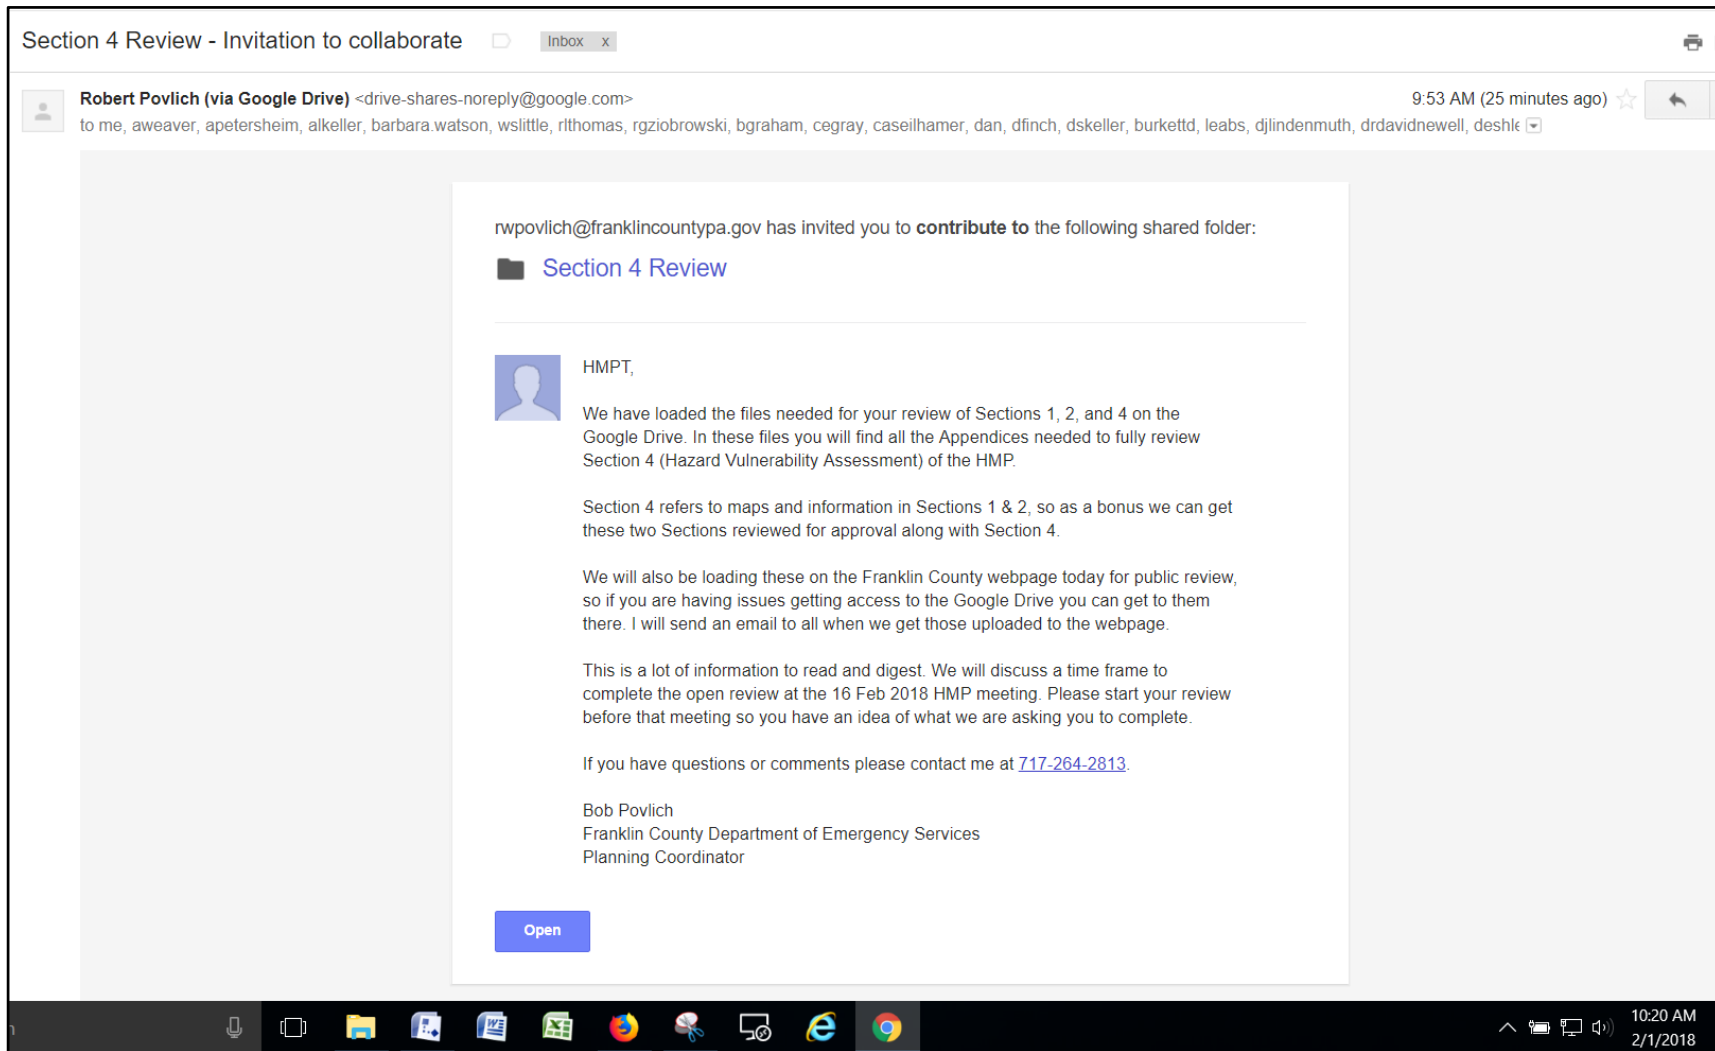 Section 4 Review - Invitation to collaborate
Inbox x
Robert Povlich (via Google Drive) <drive-shares-noreply@google.com>
9:53 AM (25 minutes ago)
to me, aweaver, apetersheim, alkeller, barbara.watson, wslittle, rlthomas, rgziobrowski, bgraham, cegray, caseilhamer, dan, dfinch, dskeller, burkettd, leabs, djlindenmuth, drdavidnewell, deshle
rwpovlich@franklincountypa.gov has invited you to contribute to the following shared folder:
Section 4 Review
HMPT,
We have loaded the files needed for your review of Sections 1, 2, and 4 on the
Google Drive. In these files you will find all the Appendices needed to fully review
Section 4 (Hazard Vulnerability Assessment) of the HMP.
Section 4 refers to maps and information in Sections 1 & 2, so as a bonus we can get
these two Sections reviewed for approval along with Section 4.
We will also be loading these on the Franklin County webpage today for public review,
so if you are having issues getting access to the Google Drive you can get to them
there. I will send an email to all when we get those uploaded to the webpage.
This is a lot of information to read and digest. We will discuss a time frame to
complete the open review at the 16 Feb 2018 HMP meeting. Please start your review
before that meeting so you have an idea of what we are asking you to complete.
If you have questions or comments please contact me at 717-264-2813.
Bob Povlich
Franklin County Department of Emergency Services
Planning Coordinator
Open
10:20 AM
2/1/2018